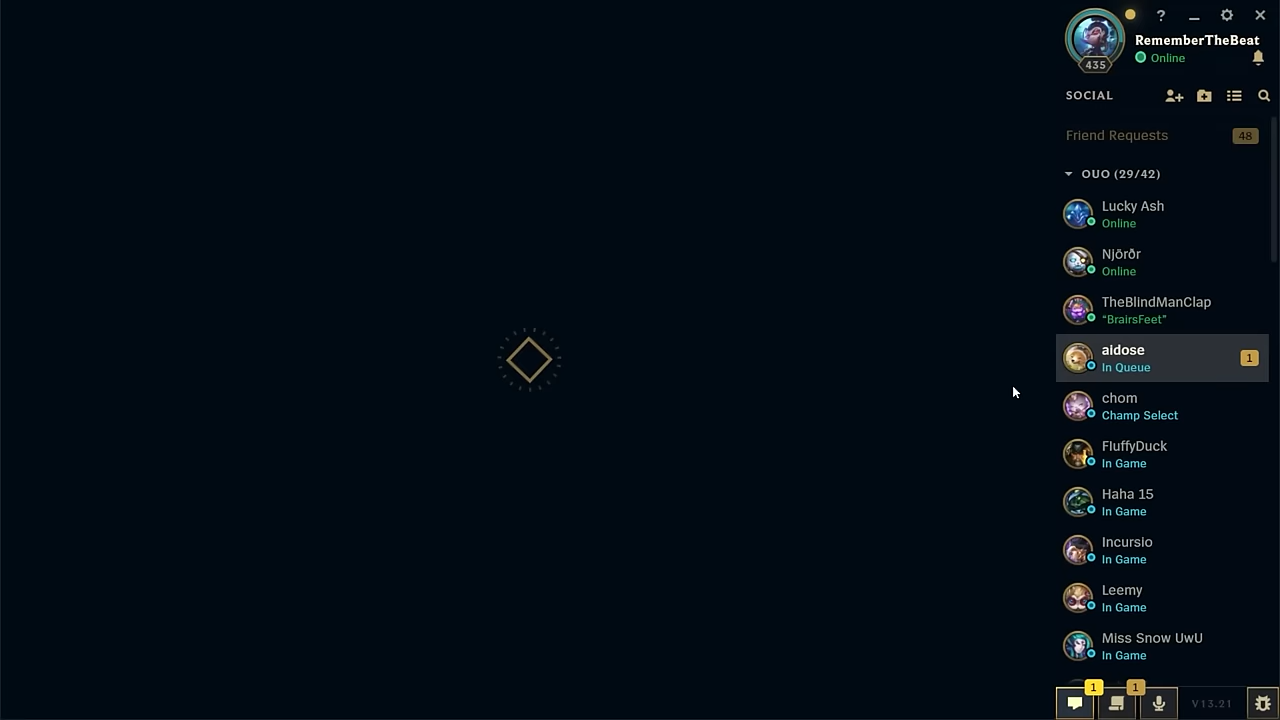 ?
RememberTheBeat
435
Online
SOCIAL
Friend Requests 48
OUO (29/42)
Lucky Ash
Online
Njörðr
Online
TheBlindManClap
"BrairsFeet"
aldose 1
In Queue
chom
Champ Select
FluffyDuck
In Game
Haha 15
In Game
Incursio
In Game
Leemy
In Game
Miss Snow UwU
In Game
1 1
V13.21